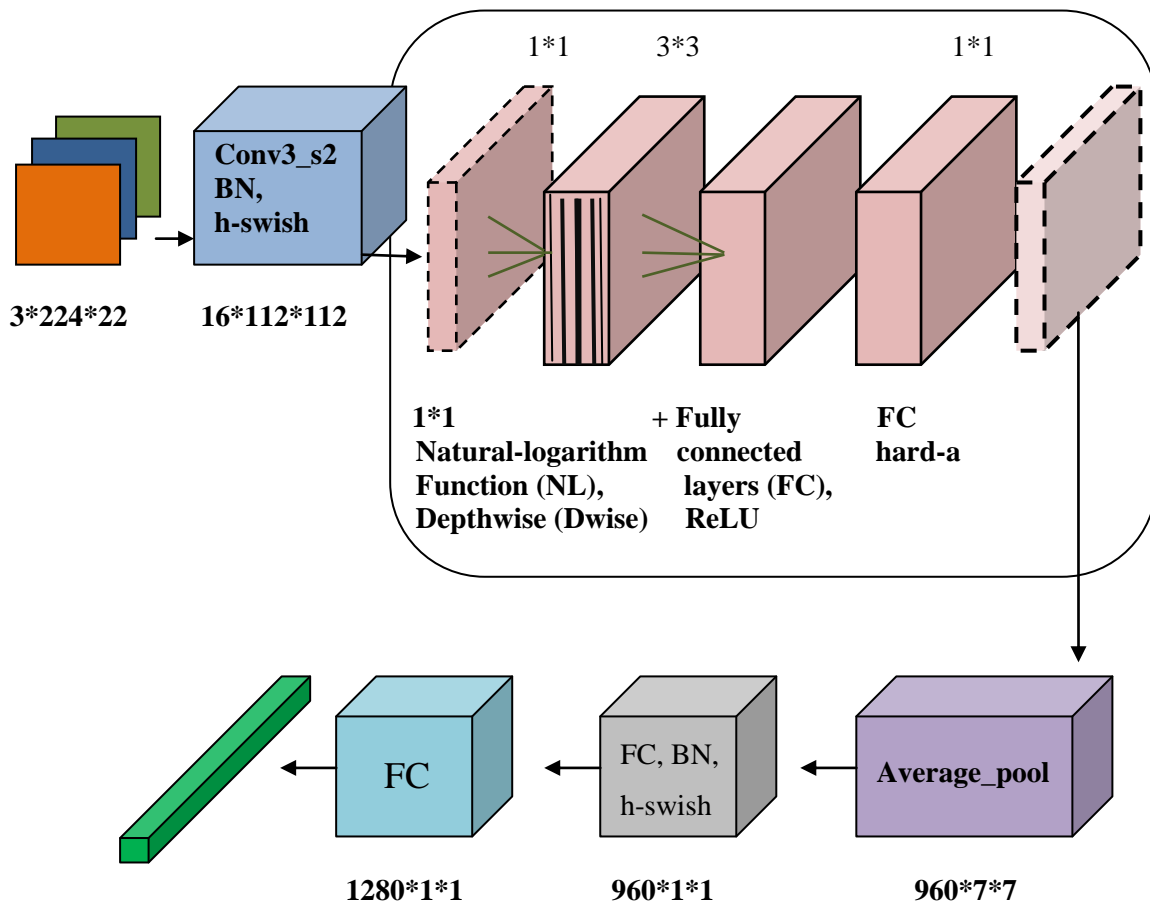 1*1 3*3 1*1
Conv3_s2
BN,
h-swish
3*224*22 16*112*112
1*1
Natural-logarithm
Function (NL),
Depthwise (Dwise)
+ Fully
connected
layers (FC),
ReLU
FC
hard-a
FC
FC, BN,
h-swish
Average_pool
1280*1*1 960*1*1 960*7*7